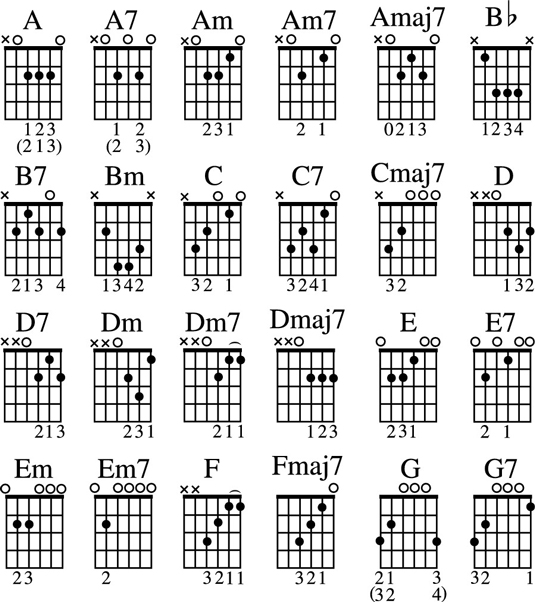 A A7 Am Am7 Amaj7 B♭
× o o × o o o × o o × o o o × o o × ×
123 1 2 231 2 1 0213 1234
(213) (2 3)
B7 Bm C C7 Cmaj7 D
× o × × × o o × o × o o o × × o
213 4 1342 32 1 3241 32 132
D7 Dm Dm7 Dmaj7 E E7
× × o × × o × × o × × o o o o o o o o
213 231 211 123 231 2 1
Em Em7 F Fmaj7 G G7
o o o o o o o o o × × o o o o o o o
23 2 3211 321 21 3 32 1
(32 4)